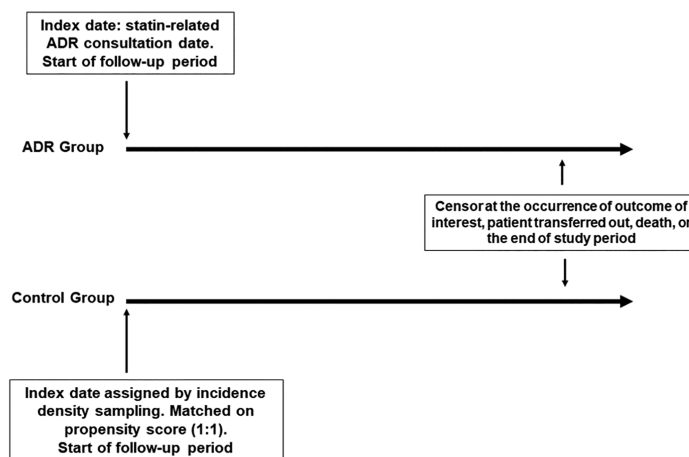 Index date: statin-related
ADR consultation date.
Start of follow-up period
ADR Group
Censor at the occurrence of outcome of
interest, patient transferred out, death, or
the end of study period
Control Group
Index date assigned by incidence
density sampling. Matched on
propensity score (1:1).
Start of follow-up period